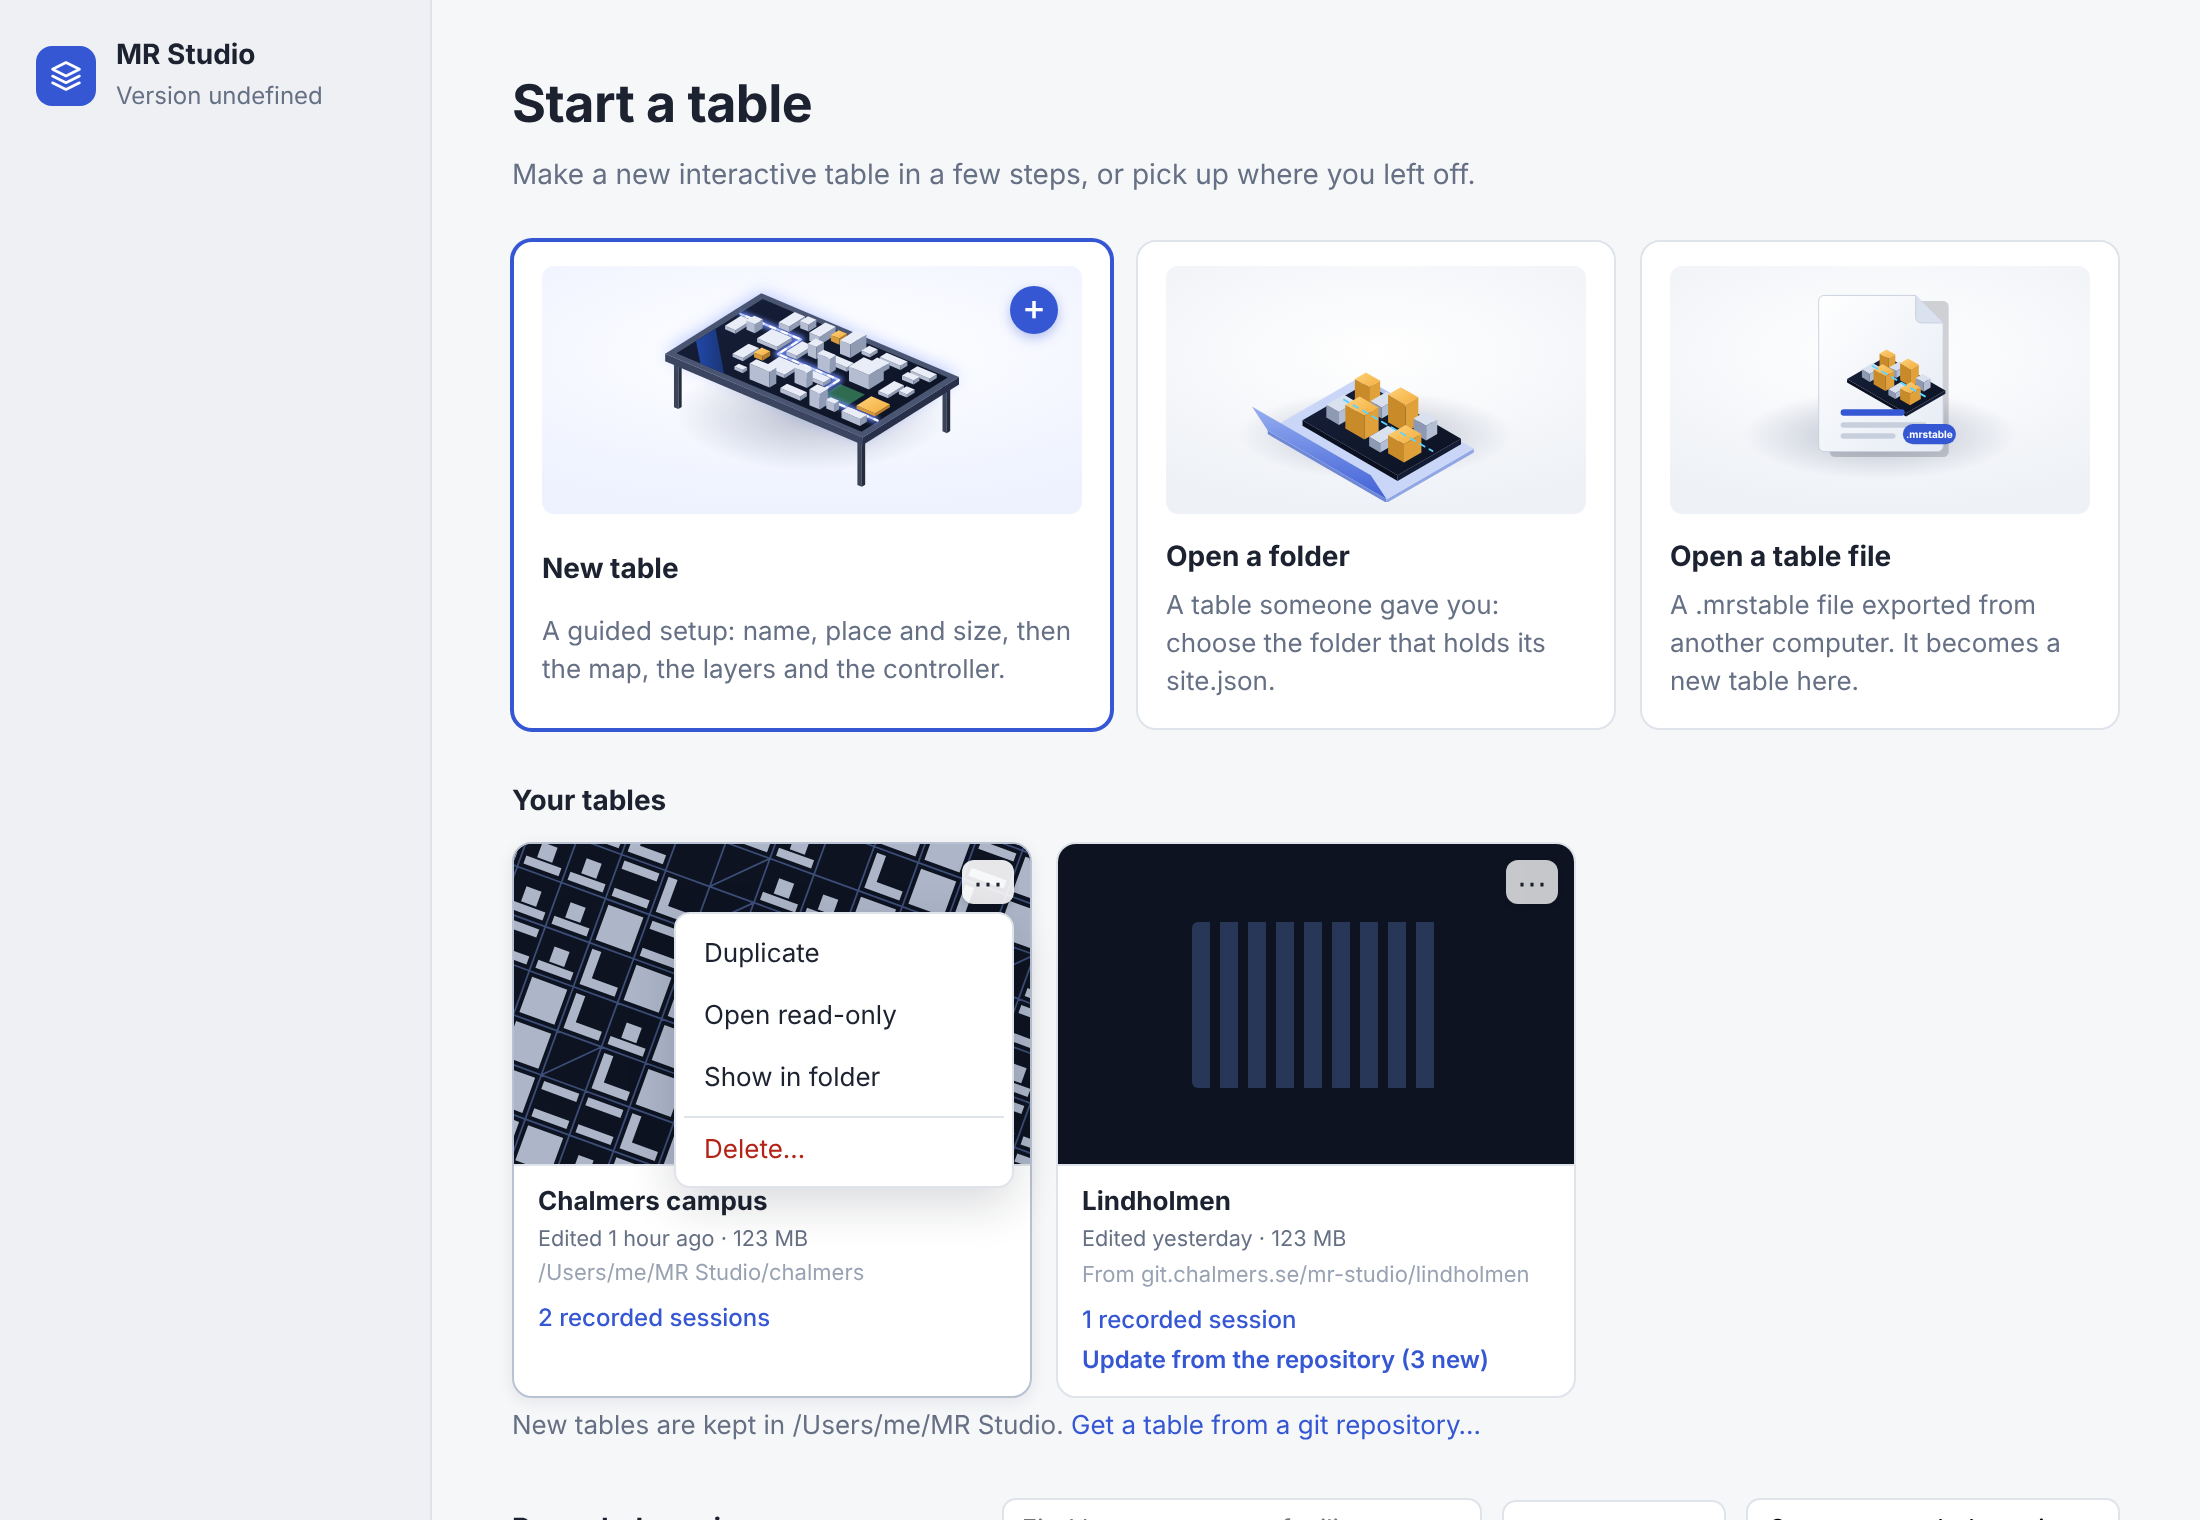 MR Studio
Version undefined
Start a table
Make a new interactive table in a few steps, or pick up where you left off.
.mrstable
New table
A guided setup: name, place and size, then
the map, the layers and the controller.
Open a folder
A table someone gave you:
choose the folder that holds its
site.json.
Open a table file
A .mrstable file exported from
another computer. It becomes a
new table here.
Your tables
Duplicate
Open read-only
Show in folder
Delete...
Chalmers campus
Edited 1 hour ago · 123 MB
/Users/me/MR Studio/chalmers
2 recorded sessions
Lindholmen
Edited yesterday · 123 MB
From git.chalmers.se/mr-studio/lindholmen
1 recorded session
Update from the repository (3 new)
New tables are kept in /Users/me/MR Studio. Get a table from a git repository...